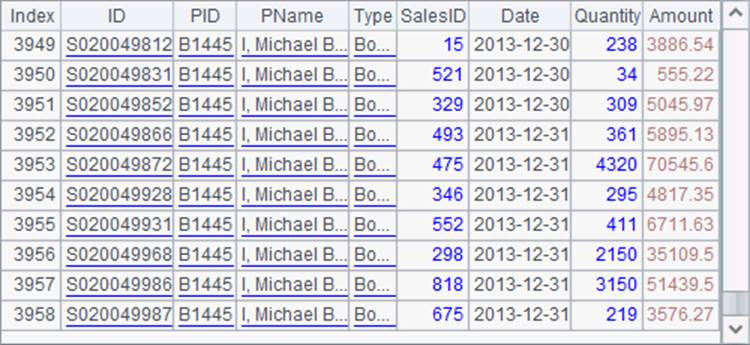 Index ID PID PName Type SalesID Date Quantity Amount
3949 S020049812 B1445 I, Michael B... Bo... 15 2013-12-30 238 3886.54
3950 S020049831 B1445 I, Michael B... Bo... 521 2013-12-30 34 555.22
3951 S020049852 B1445 I, Michael B... Bo... 329 2013-12-30 309 5045.97
3952 S020049866 B1445 I, Michael B... Bo... 493 2013-12-31 361 5895.13
3953 S020049872 B1445 I, Michael B... Bo... 475 2013-12-31 4320 70545.6
3954 S020049928 B1445 I, Michael B... Bo... 346 2013-12-31 295 4817.35
3955 S020049931 B1445 I, Michael B... Bo... 552 2013-12-31 411 6711.63
3956 S020049968 B1445 I, Michael B... Bo... 298 2013-12-31 2150 35109.5
3957 S020049986 B1445 I, Michael B... Bo... 818 2013-12-31 3150 51439.5
3958 S020049987 B1445 I, Michael B... Bo... 675 2013-12-31 219 3576.27